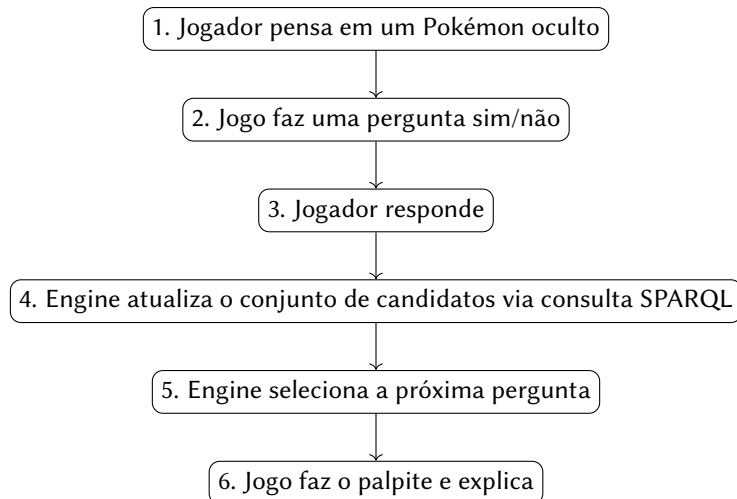 1. Jogador pensa em um Pokémon oculto
2. Jogo faz uma pergunta sim/não
3. Jogador responde
4. Engine atualiza o conjunto de candidatos via consulta SPARQL
5. Engine seleciona a próxima pergunta
6. Jogo faz o palpite e explica